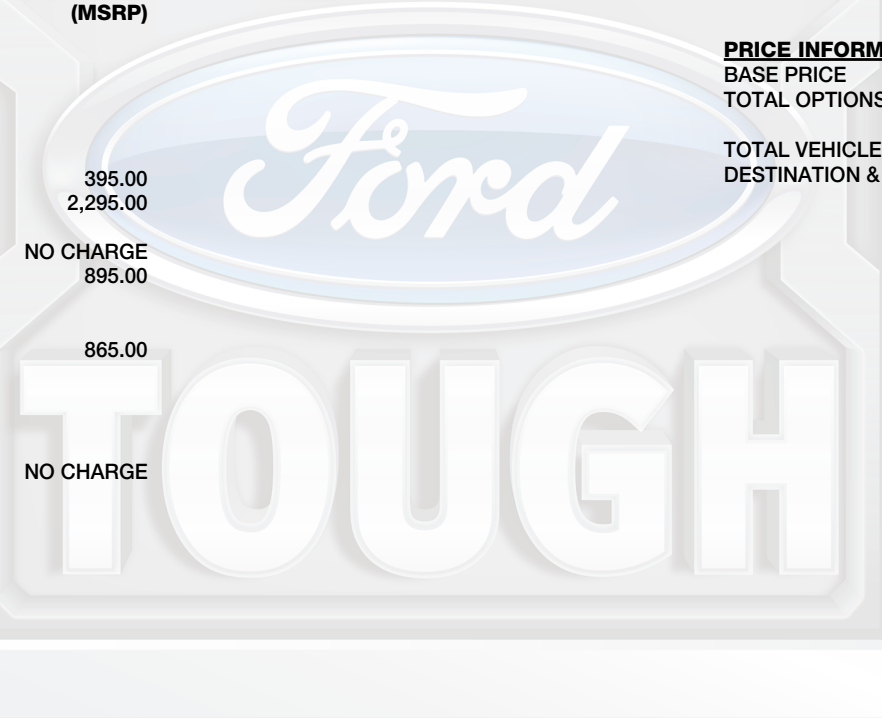 (MSRP)
395.00
2,295.00
NO CHARGE
895.00
865.00
NO CHARGE
PRICE INFORM
BASE PRICE
TOTAL OPTIONS
TOTAL VEHICLE
DESTINATION &
Ford
TOUGH